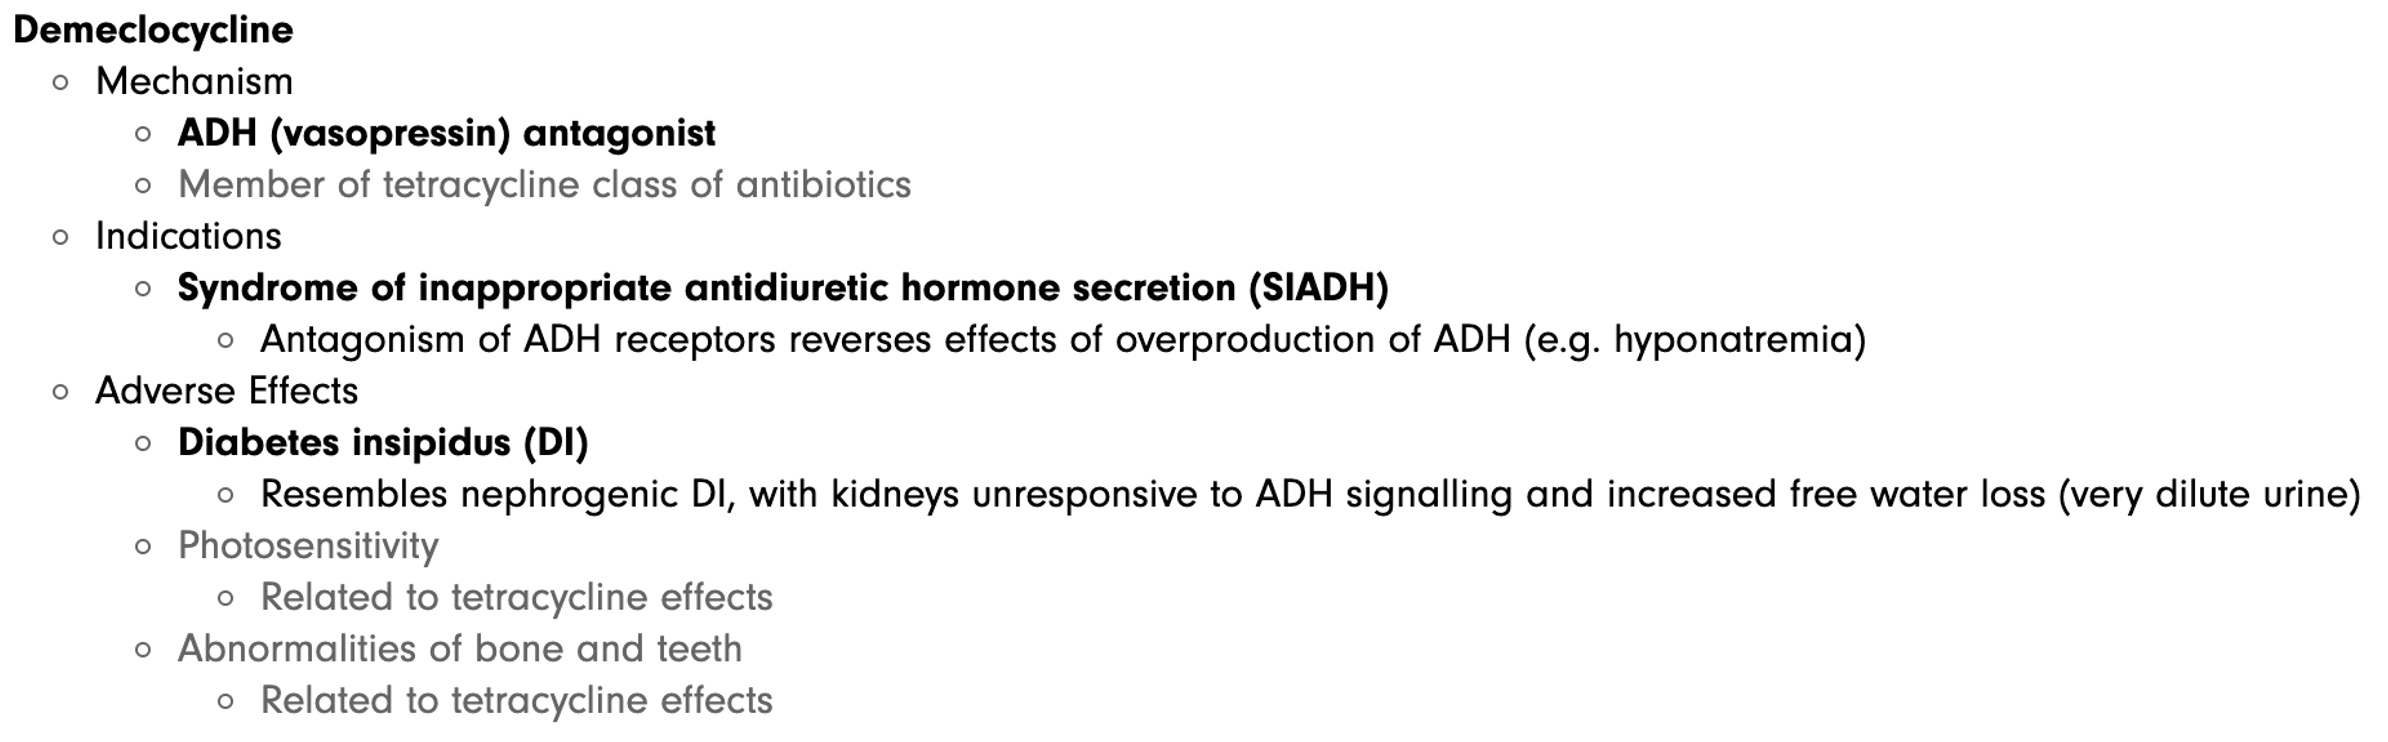 Demeclocycline
Mechanism
ADH (vasopressin) antagonist
Member of tetracycline class of antibiotics
Indications
Syndrome of inappropriate antidiuretic hormone secretion (SIADH)
Antagonism of ADH receptors reverses effects of overproduction of ADH (e.g. hyponatremia)
Adverse Effects
Diabetes insipidus (DI)
Resembles nephrogenic DI, with kidneys unresponsive to ADH signalling and increased free water loss (very dilute urine)
Photosensitivity
Related to tetracycline effects
Abnormalities of bone and teeth
Related to tetracycline effects